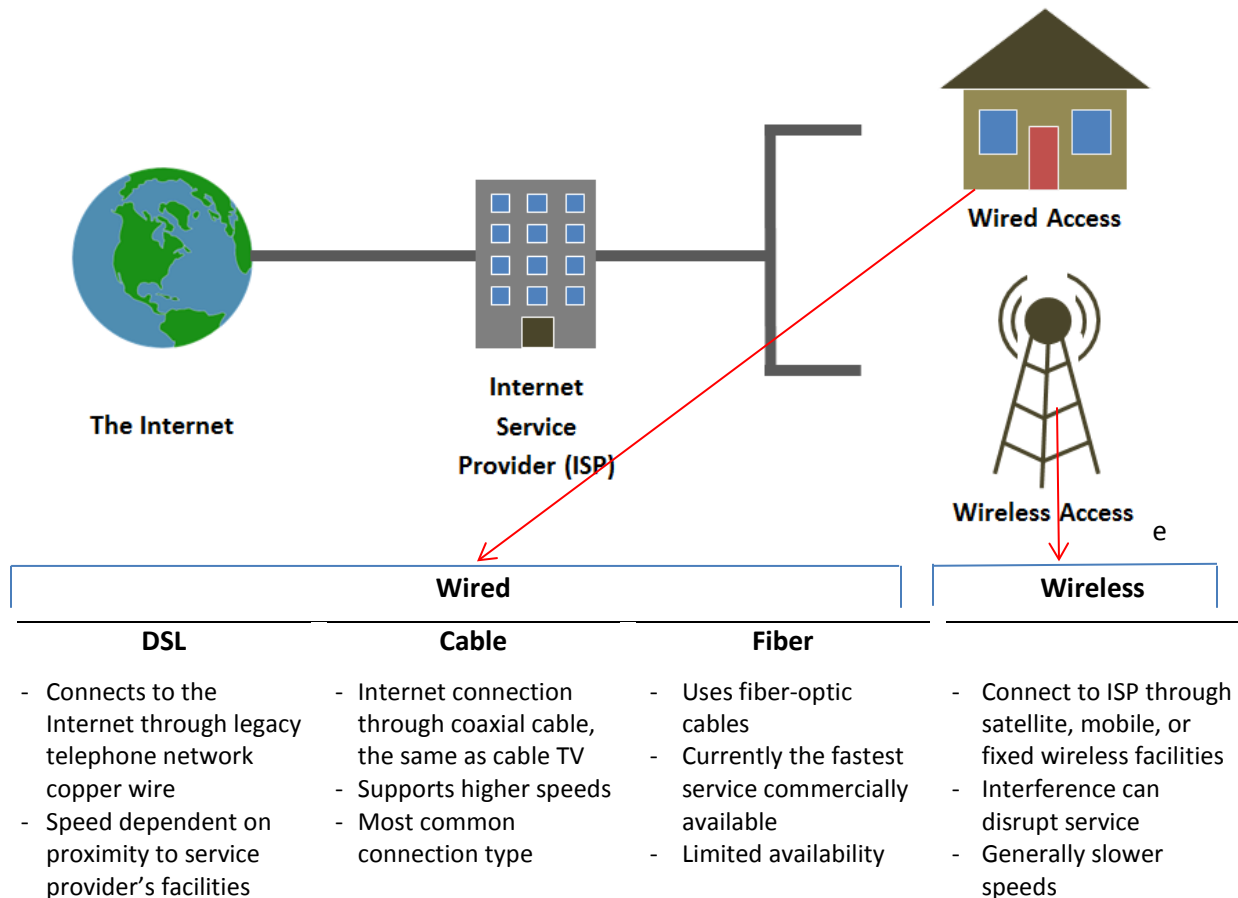 Wired Access
The Internet
Internet
Service
Provider (ISP)
Wireless Access
e
Wired
Wireless
DSL
- Connects to the
Internet through legacy
telephone network
copper wire
- Speed dependent on
proximity to service
provider’s facilities
Cable
- Internet connection
through coaxial cable,
the same as cable TV
- Supports higher speeds
- Most common
connection type
Fiber
- Uses fiber-optic
cables
- Currently the fastest
service commercially
available
- Limited availability
- Connect to ISP through
satellite, mobile, or
fixed wireless facilities
- Interference can
disrupt service
- Generally slower
speeds